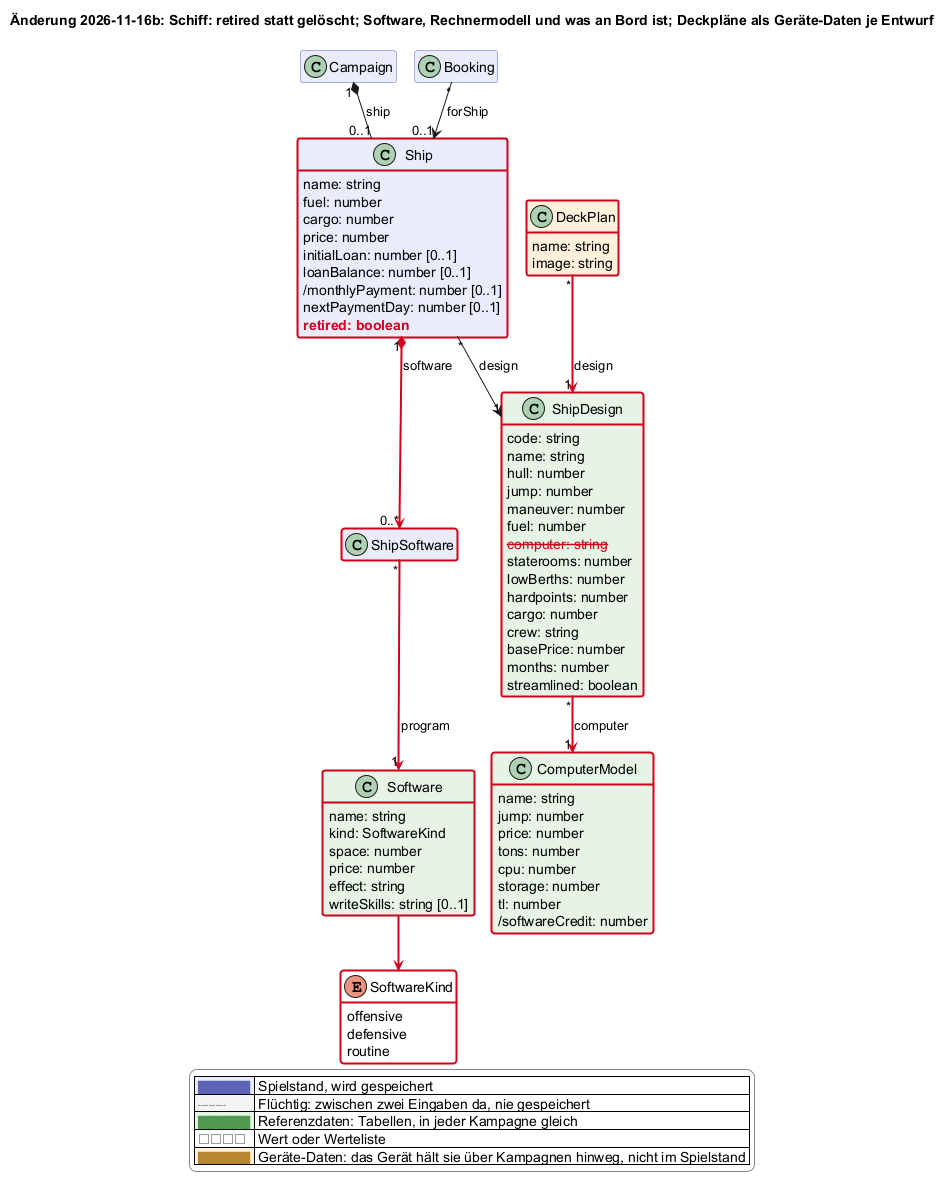 Änderung 2026-11-16b: Schiff: retired statt gelöscht; Software, Rechnermodell und was an Bord ist; Deckpläne als Geräte-Daten je Entwurf
C Campaign
C Booking
1
*
ship
forShip
0..1
0..1
C Ship
name: string
fuel: number
cargo: number
price: number
initialLoan: number [0..1]
loanBalance: number [0..1]
/monthlyPayment: number [0..1]
nextPaymentDay: number [0..1]
retired: boolean
C DeckPlan
name: string
image: string
*
1
*
software
design
design
1
1
C ShipDesign
code: string
name: string
hull: number
jump: number
maneuver: number
fuel: number
computer: string
staterooms: number
lowBerths: number
hardpoints: number
cargo: number
crew: string
basePrice: number
months: number
streamlined: boolean
0..*
C ShipSoftware
*
*
program
computer
1
1
C Software
name: string
kind: SoftwareKind
space: number
price: number
effect: string
writeSkills: string [0..1]
C ComputerModel
name: string
jump: number
price: number
tons: number
cpu: number
storage: number
tl: number
/softwareCredit: number
E SoftwareKind
offensive
defensive
routine
Spielstand, wird gespeichert
Flüchtig: zwischen zwei Eingaben da, nie gespeichert
Referenzdaten: Tabellen, in jeder Kampagne gleich
Wert oder Werteliste
Geräte-Daten: das Gerät hält sie über Kampagnen hinweg, nicht im Spielstand